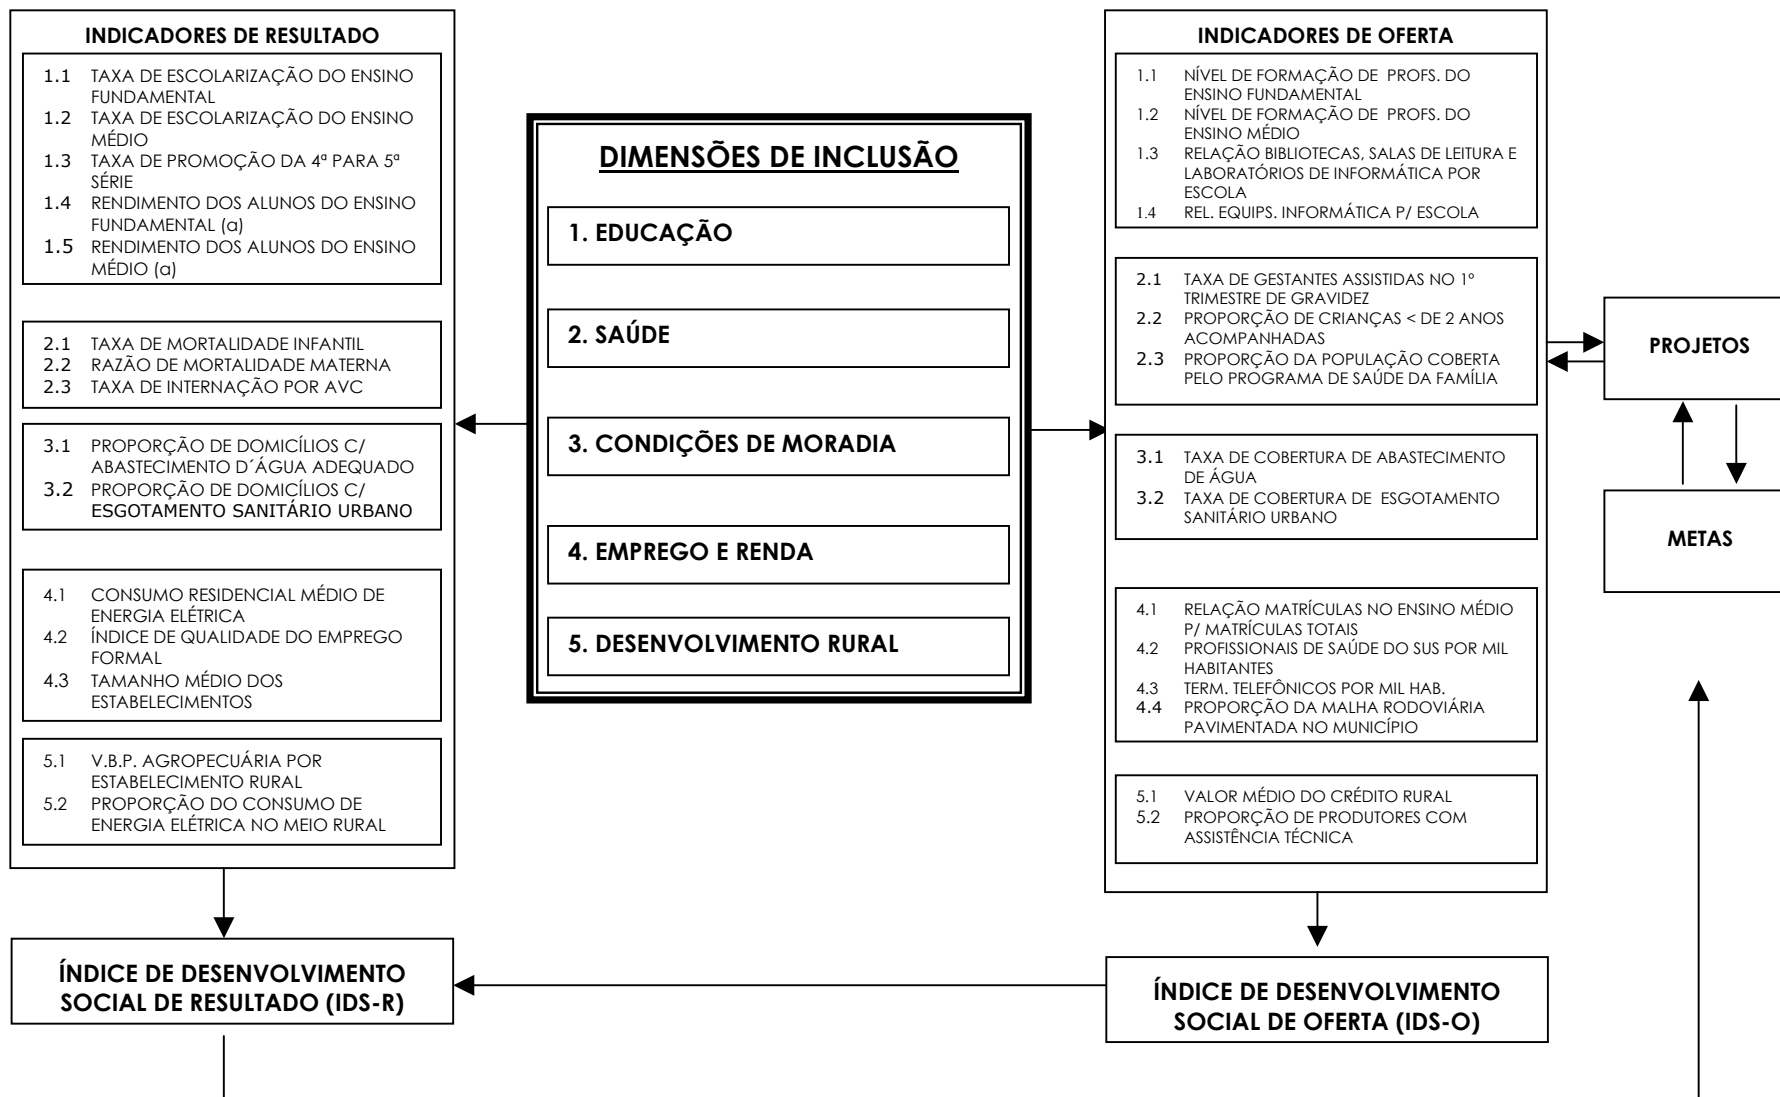 INDICADORES DE RESULTADO
1.1 TAXA DE ESCOLARIZAÇÃO DO ENSINO
FUNDAMENTAL
1.2 TAXA DE ESCOLARIZAÇÃO DO ENSINO
MÉDIO
1.3 TAXA DE PROMOÇÃO DA 4ª PARA 5ª
SÉRIE
1.4 RENDIMENTO DOS ALUNOS DO ENSINO
FUNDAMENTAL (a)
1.5 RENDIMENTO DOS ALUNOS DO ENSINO
MÉDIO (a)
2.1 TAXA DE MORTALIDADE INFANTIL
2.2 RAZÃO DE MORTALIDADE MATERNA
2.3 TAXA DE INTERNAÇÃO POR AVC
3.1 PROPORÇÃO DE DOMICÍLIOS C/
ABASTECIMENTO D´ÁGUA ADEQUADO
3.2 PROPORÇÃO DE DOMICÍLIOS C/
ESGOTAMENTO SANITÁRIO URBANO
4.1 CONSUMO RESIDENCIAL MÉDIO DE
ENERGIA ELÉTRICA
4.2 ÍNDICE DE QUALIDADE DO EMPREGO
FORMAL
4.3 TAMANHO MÉDIO DOS
ESTABELECIMENTOS
5.1 V.B.P. AGROPECUÁRIA POR
ESTABELECIMENTO RURAL
5.2 PROPORÇÃO DO CONSUMO DE
ENERGIA ELÉTRICA NO MEIO RURAL
DIMENSÕES DE INCLUSÃO
1. EDUCAÇÃO
2. SAÚDE
3. CONDIÇÕES DE MORADIA
4. EMPREGO E RENDA
5. DESENVOLVIMENTO RURAL
INDICADORES DE OFERTA
1.1 NÍVEL DE FORMAÇÃO DE PROFS. DO
ENSINO FUNDAMENTAL
1.2 NÍVEL DE FORMAÇÃO DE PROFS. DO
ENSINO MÉDIO
1.3 RELAÇÃO BIBLIOTECAS, SALAS DE LEITURA E
LABORATÓRIOS DE INFORMÁTICA POR
ESCOLA
1.4 REL. EQUIPS. INFORMÁTICA P/ ESCOLA
2.1 TAXA DE GESTANTES ASSISTIDAS NO 1º
TRIMESTRE DE GRAVIDEZ
2.2 PROPORÇÃO DE CRIANÇAS < DE 2 ANOS
ACOMPANHADAS
2.3 PROPORÇÃO DA POPULAÇÃO COBERTA
PELO PROGRAMA DE SAÚDE DA FAMÍLIA
3.1 TAXA DE COBERTURA DE ABASTECIMENTO
DE ÁGUA
3.2 TAXA DE COBERTURA DE ESGOTAMENTO
SANITÁRIO URBANO
4.1 RELAÇÃO MATRÍCULAS NO ENSINO MÉDIO
P/ MATRÍCULAS TOTAIS
4.2 PROFISSIONAIS DE SAÚDE DO SUS POR MIL
HABITANTES
4.3 TERM. TELEFÔNICOS POR MIL HAB.
4.4 PROPORÇÃO DA MALHA RODOVIÁRIA
PAVIMENTADA NO MUNICÍPIO
5.1 VALOR MÉDIO DO CRÉDITO RURAL
5.2 PROPORÇÃO DE PRODUTORES COM
ASSISTÊNCIA TÉCNICA
PROJETOS
METAS
ÍNDICE DE DESENVOLVIMENTO
SOCIAL DE RESULTADO (IDS-R)
ÍNDICE DE DESENVOLVIMENTO
SOCIAL DE OFERTA (IDS-O)